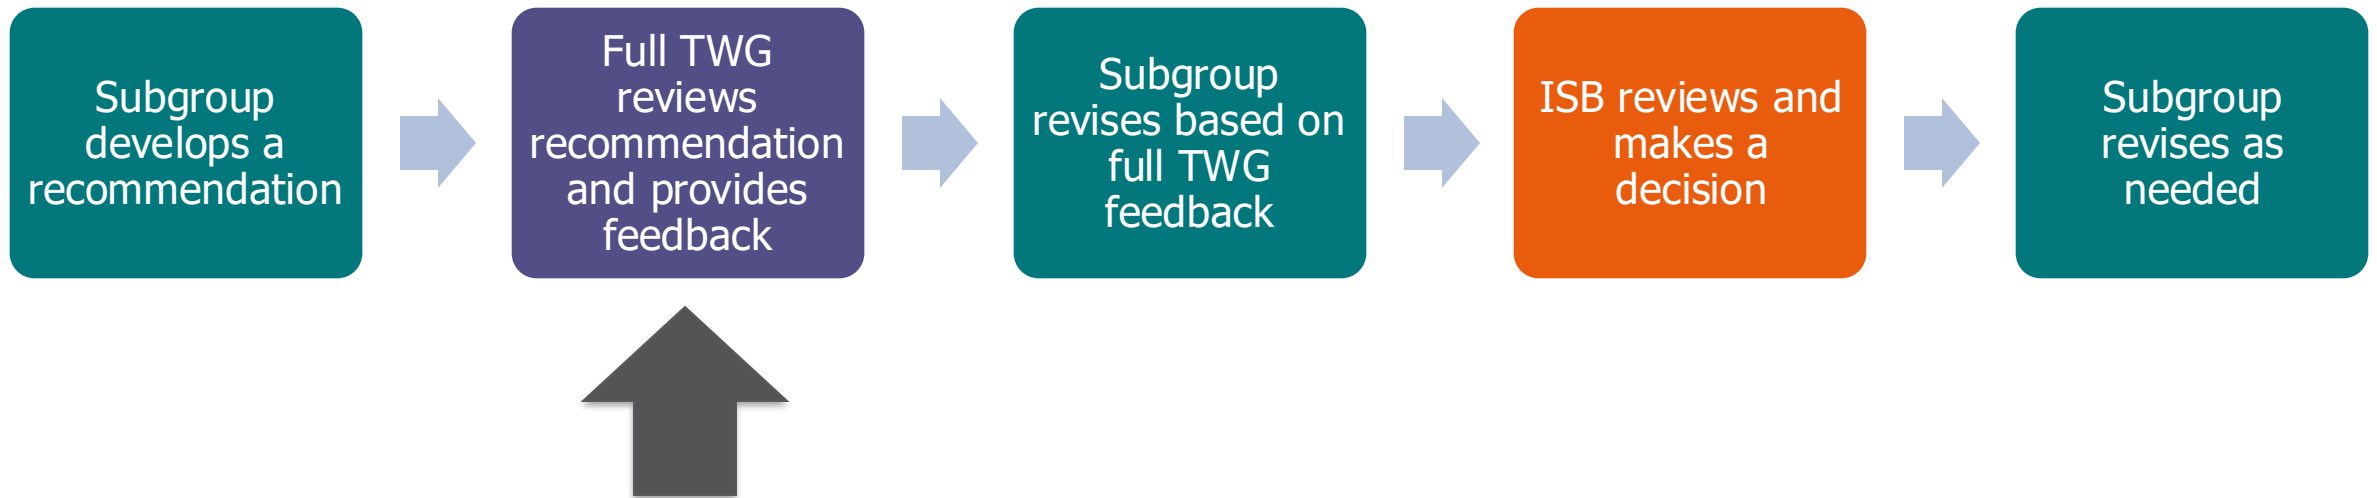 Subgroup
develops a
recommendation
Full TWG
reviews
recommendation
and provides
feedback
Subgroup
revises based on
full TWG
feedback
ISB reviews and
makes a
decision
Subgroup
revises as
needed